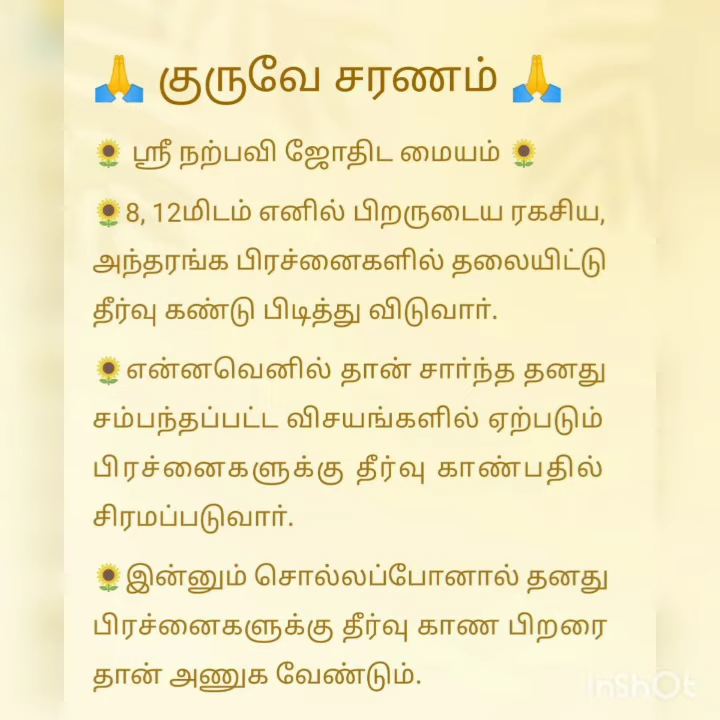 🙏 குருவே சரணம் 🙏
🌻 ஸ்ரீ நற்பவி ஜோதிட மையம் 🌻
🌻8, 12மிடம் எனில் பிறருடைய ரகசிய,
அந்தரங்க பிரச்னைகளில் தலையிட்டு
தீர்வு கண்டு பிடித்து விடுவார்.
🌻என்னவெனில் தான் சார்ந்த தனது
சம்பந்தப்பட்ட விசயங்களில் ஏற்படும்
பிரச்னைகளுக்கு தீர்வு காண்பதில்
சிரமப்படுவார்.
🌻இன்னும் சொல்லப்போனால் தனது
பிரச்னைகளுக்கு தீர்வு காண பிறரை
தான் அணுக வேண்டும்.
InShOt